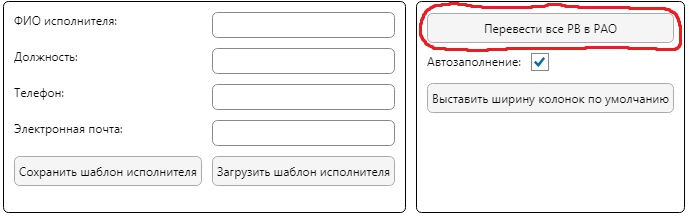 ФИО исполнителя:
Должность:
Телефон:
Электронная почта:
Сохранить шаблон исполнителя
Загрузить шаблон исполнителя
Перевести все РВ в РАО
Автозаполнение:
Выставить ширину колонок по умолчанию